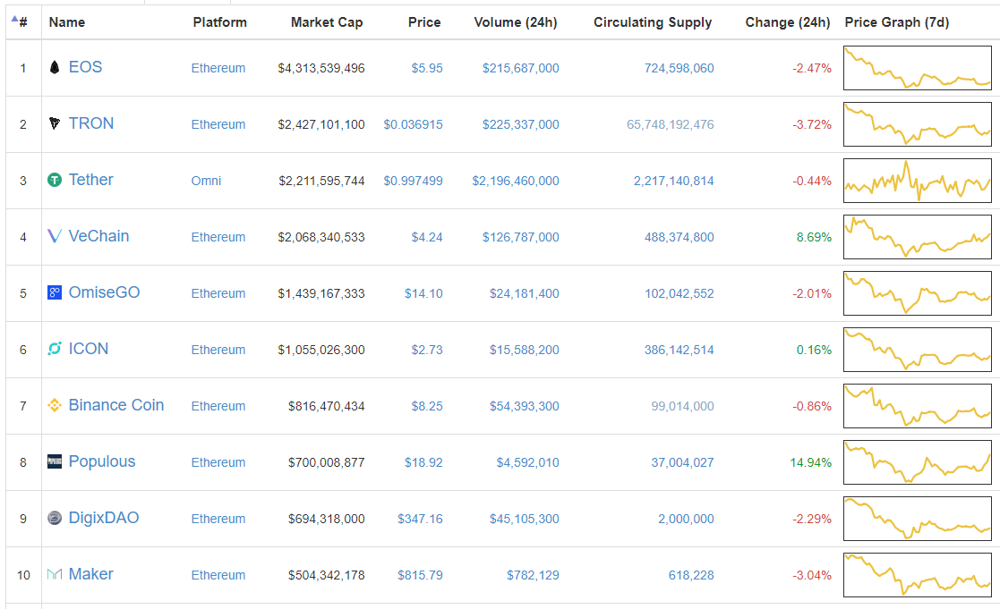 # Name Platform Market Cap Price Volume (24h) Circulating Supply Change (24h) Price Graph (7d)
1 EOS Ethereum $4,313,539,496 $5.95 $215,687,000 724,598,060 -2.47%
2 TRON Ethereum $2,427,101,100 $0.036915 $225,337,000 65,748,192,476 -3.72%
3 Tether Omni $2,211,595,744 $0.997499 $2,196,460,000 2,217,140,814 -0.44%
4 VeChain Ethereum $2,068,340,533 $4.24 $126,787,000 488,374,800 8.69%
5 OmiseGO Ethereum $1,439,167,333 $14.10 $24,181,400 102,042,552 -2.01%
6 ICON Ethereum $1,055,026,300 $2.73 $15,588,200 386,142,514 0.16%
7 Binance Coin Ethereum $816,470,434 $8.25 $54,393,300 99,014,000 -0.86%
8 Populous Ethereum $700,008,877 $18.92 $4,592,010 37,004,027 14.94%
9 DigixDAO Ethereum $694,318,000 $347.16 $45,105,300 2,000,000 -2.29%
10 Maker Ethereum $504,342,178 $815.79 $782,129 618,228 -3.04%